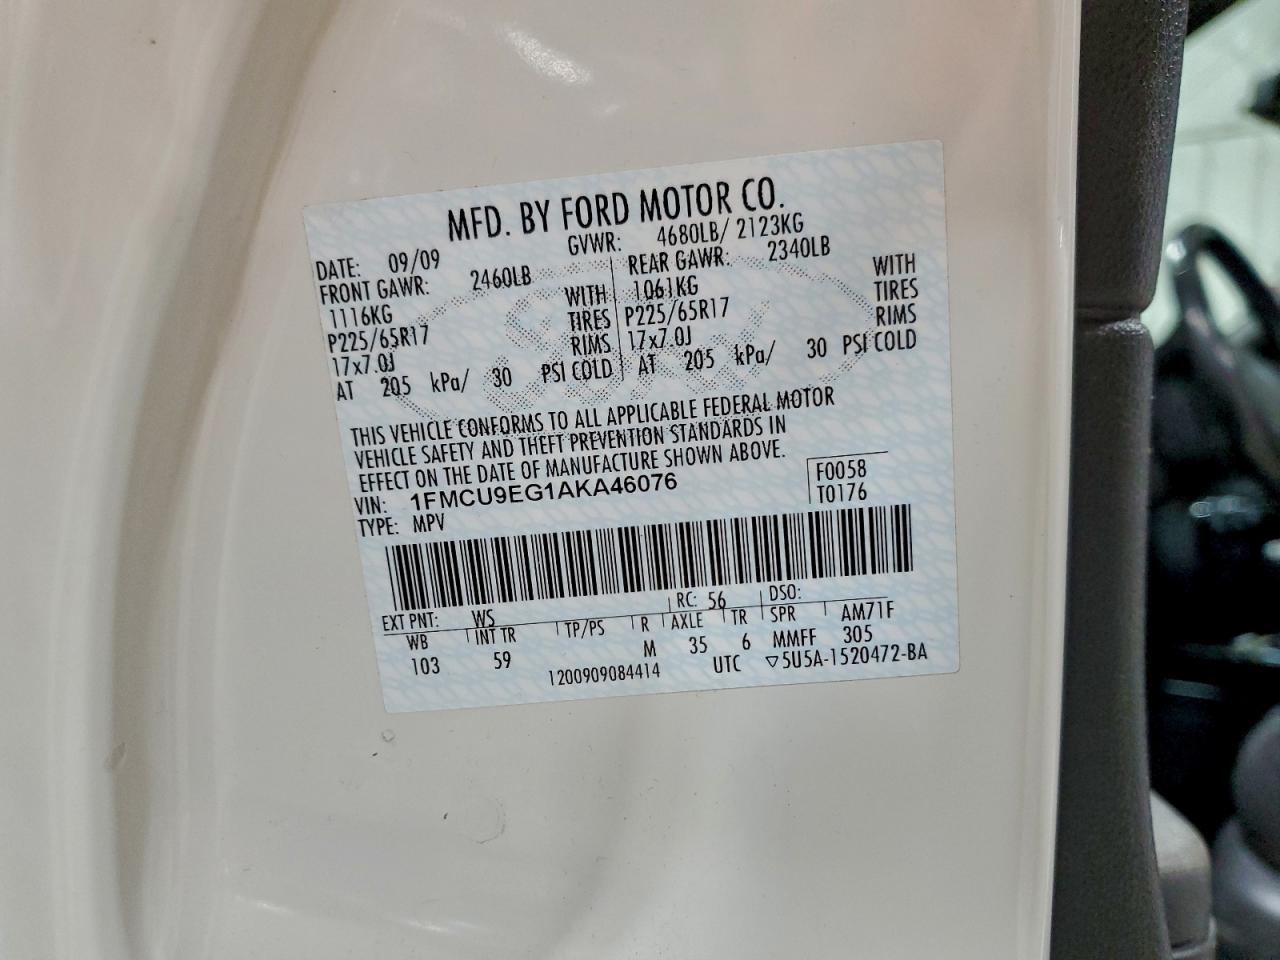 MFD. BY FORD MOTOR CO.
DATE: 09/09 GVWR: 4680LB/ 2123KG
FRONT GAWR: 2460LB REAR GAWR: 2340LB
1116KG WITH 1061KG WITH
P225/65R17 TIRES P225/65R17 TIRES
17x7.0J RIMS 17x7.0J RIMS
AT 205 kPa/ 30 PSI COLD AT 205 kPa/ 30 PSI COLD
THIS VEHICLE CONFORMS TO ALL APPLICABLE FEDERAL MOTOR
VEHICLE SAFETY AND THEFT PREVENTION STANDARDS IN
EFFECT ON THE DATE OF MANUFACTURE SHOWN ABOVE.
VIN: 1FMCU9EG1AKA46076 F0058
TYPE: MPV T0176
EXT PNT: WS RC: 56 DSO:
WB INT TR TP/PS R AXLE TR SPR AM71F
103 59 M 35 6 MMFF 305
1200909084414 UTC ▽5U5A-1520472-BA